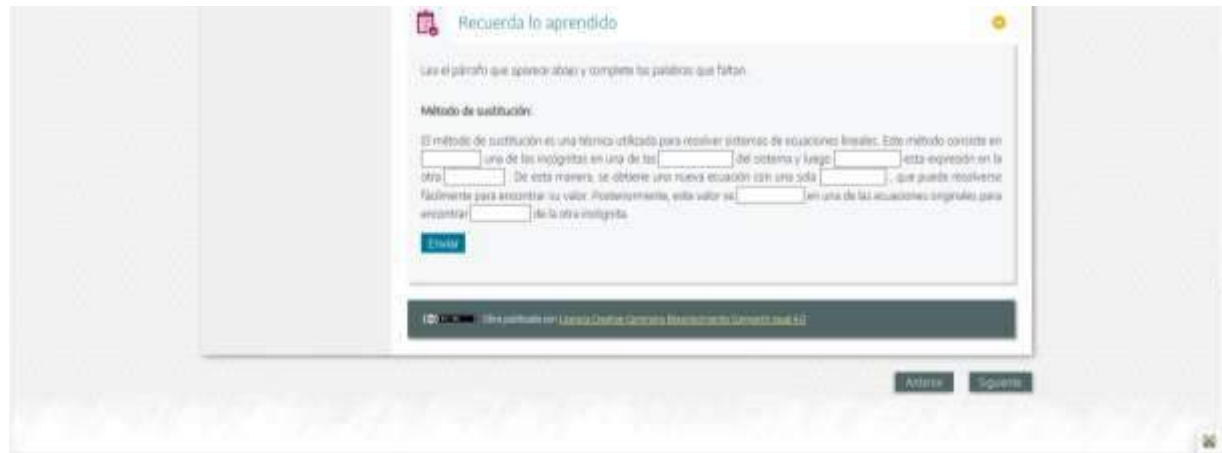 Recuerda lo aprendido
Lea el párrafo que aparece abajo y complete las palabras que faltan.
Método de sustitución:
El método de sustitución es una técnica utilizada para resolver sistemas de ecuaciones lineales. Este método consiste en
una de las incógnitas en una de las del sistema y luego esta expresión en la
otra . De esta manera, se obtiene una nueva ecuación con una sola , que puede resolverse
fácilmente para encontrar su valor. Posteriormente, este valor se en una de las ecuaciones originales para
encontrar de la otra incógnita.
Enviar
Obra publicada con Licencia Creative Commons Reconocimiento Compartir igual 4.0
Anterior Siguiente